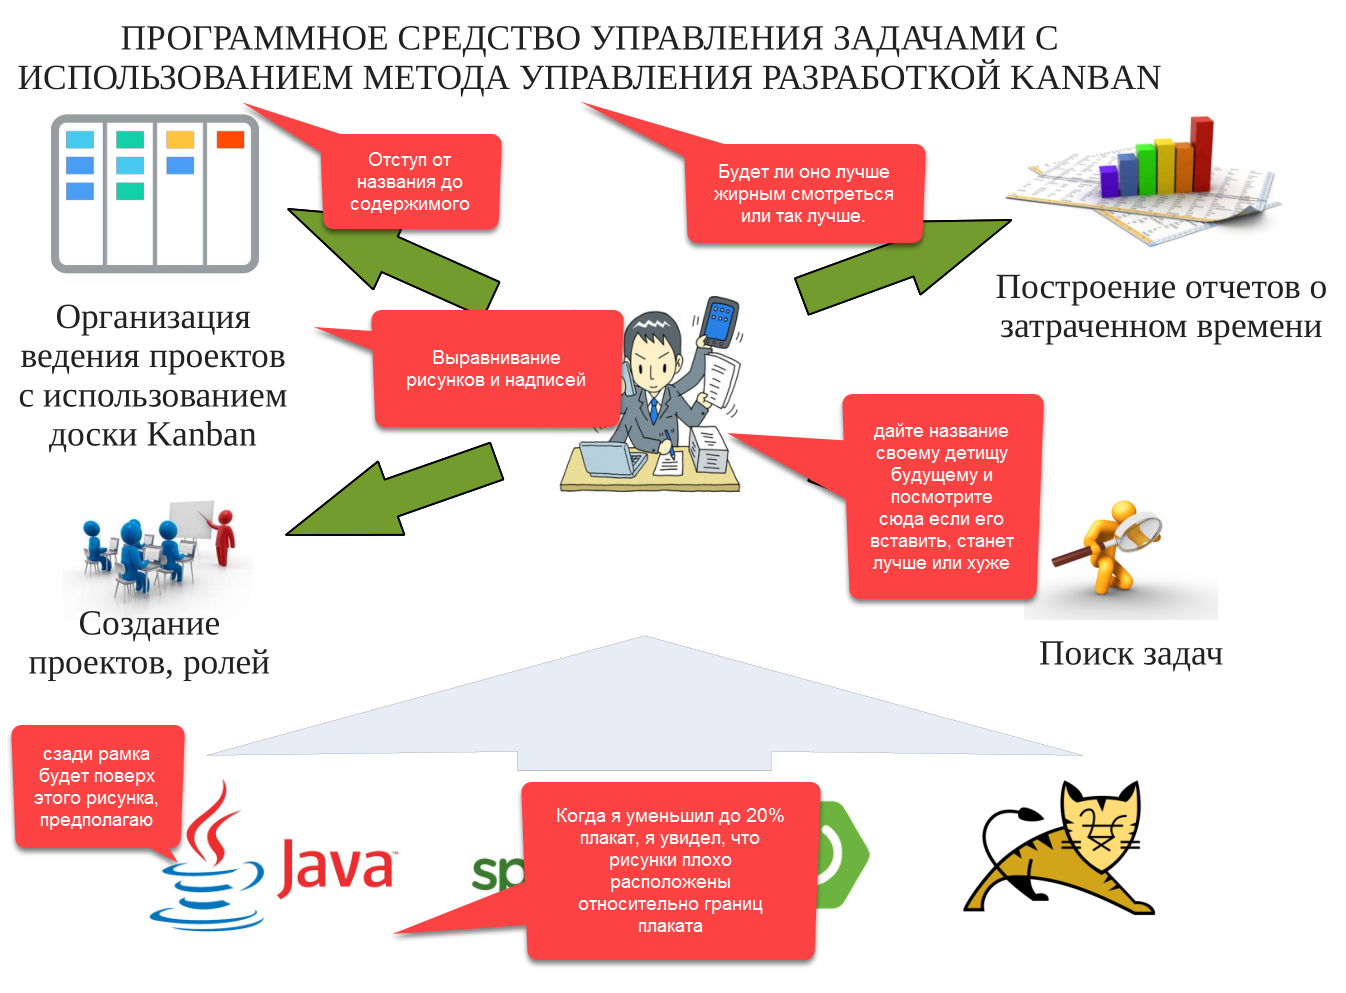 ПРОГРАММНОЕ СРЕДСТВО УПРАВЛЕНИЯ ЗАДАЧАМИ С
ИСПОЛЬЗОВАНИЕМ МЕТОДА УПРАВЛЕНИЯ РАЗРАБОТКОЙ KANBAN
Отступ от
названия до
содержимого
Будет ли оно лучше
жирным смотреться
или так лучше.
Организация
ведения проектов
с использованием
доски Kanban
Построение отчетов о
затраченном времени
Выравнивание
рисунков и надписей
дайте название
своему детищу
будущему и
посмотрите
сюда если его
вставить, станет
лучше или хуже
Создание
проектов, ролей
Поиск задач
сзади рамка
будет поверх
этого рисунка,
предполагаю
Java™
sp
Когда я уменьшил до 20%
плакат, я увидел, что
рисунки плохо
расположены
относительно границ
плаката